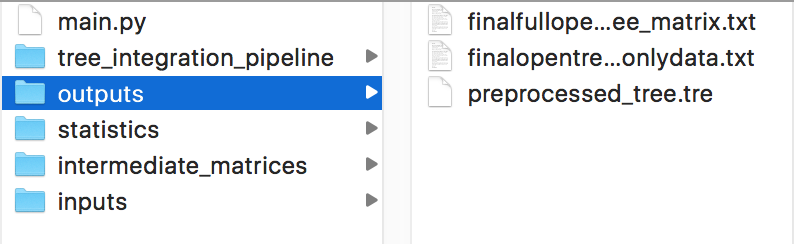 main.py
tree_integration_pipeline
outputs
statistics
intermediate_matrices
inputs
finalfullope...ee_matrix.txt
finalopentre...onlydata.txt
preprocessed_tree.tre